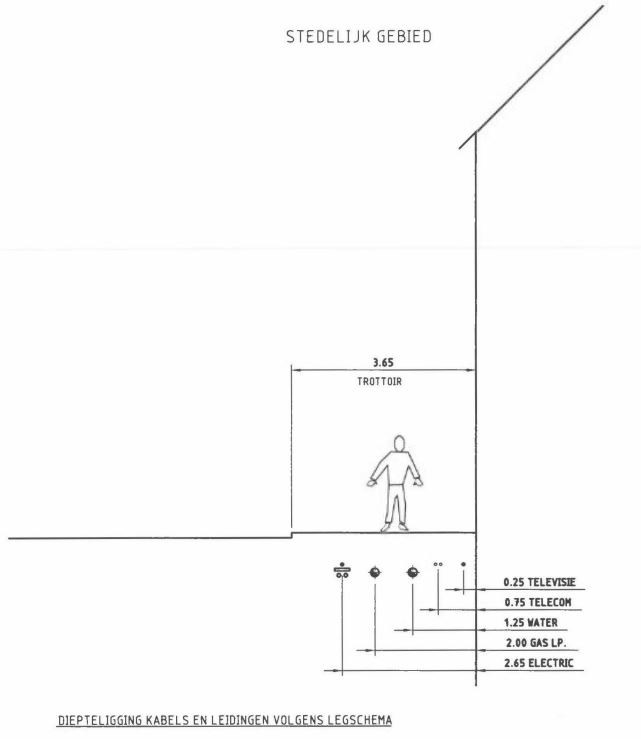 STEDELIJK GEBIED
3.65
TROTTOIR
0.25 TELEVISIE
0.75 TELECOM
1.25 WATER
2.00 GAS LP.
2.65 ELECTRIC
DIEPTELIGGING KABELS EN LEIDINGEN VOLGENS LEGSCHEMA